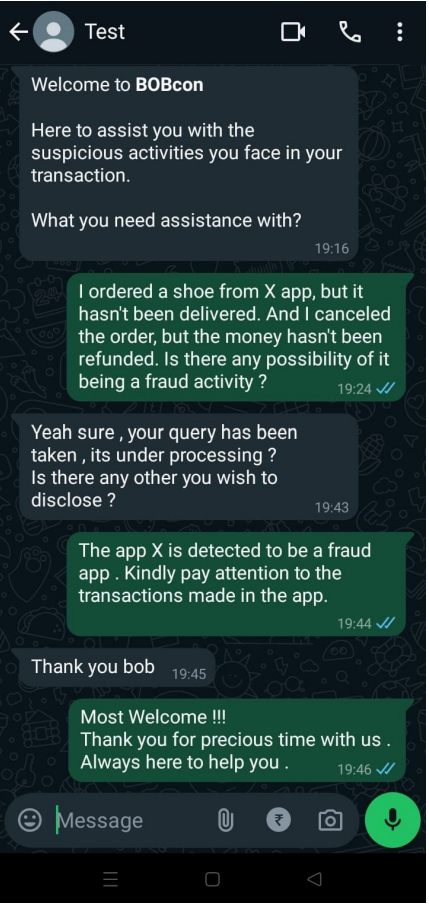 Test
Welcome to BOBcon
Here to assist you with the
suspicious activities you face in your
transaction.
What you need assistance with?
19:16
I ordered a shoe from X app, but it
hasn't been delivered. And I canceled
the order, but the money hasn't been
refunded. Is there any possibility of it
being a fraud activity ?
19:24
Yeah sure , your query has been
taken , its under processing ?
Is there any other you wish to
disclose ?
19:43
The app X is detected to be a fraud
app . Kindly pay attention to the
transactions made in the app.
19:44
Thank you bob
19:45
Most Welcome !!!
Thank you for precious time with us .
Always here to help you .
19:46
Message
₹